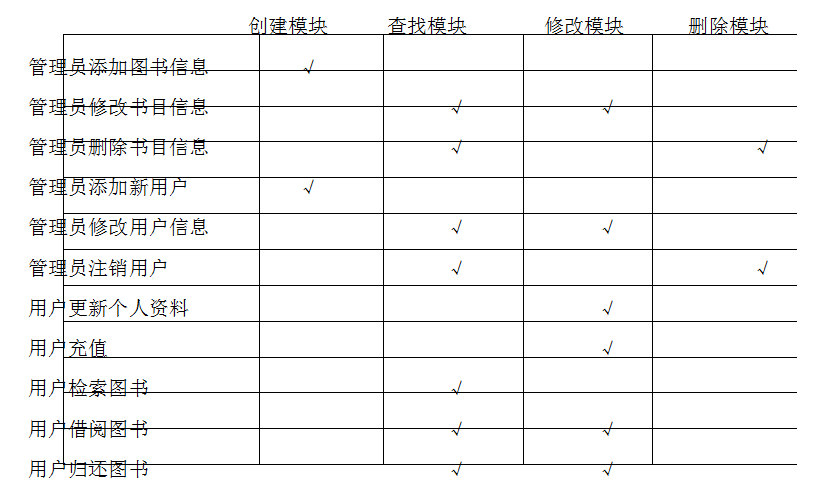 创建模块 查找模块 修改模块 删除模块
管理员添加图书信息 √
管理员修改书目信息 √ √
管理员删除书目信息 √ √
管理员添加新用户 √
管理员修改用户信息 √ √
管理员注销用户 √ √
用户更新个人资料 √
用户充值 √
用户检索图书 √
用户借阅图书 √ √
用户归还图书 √ √